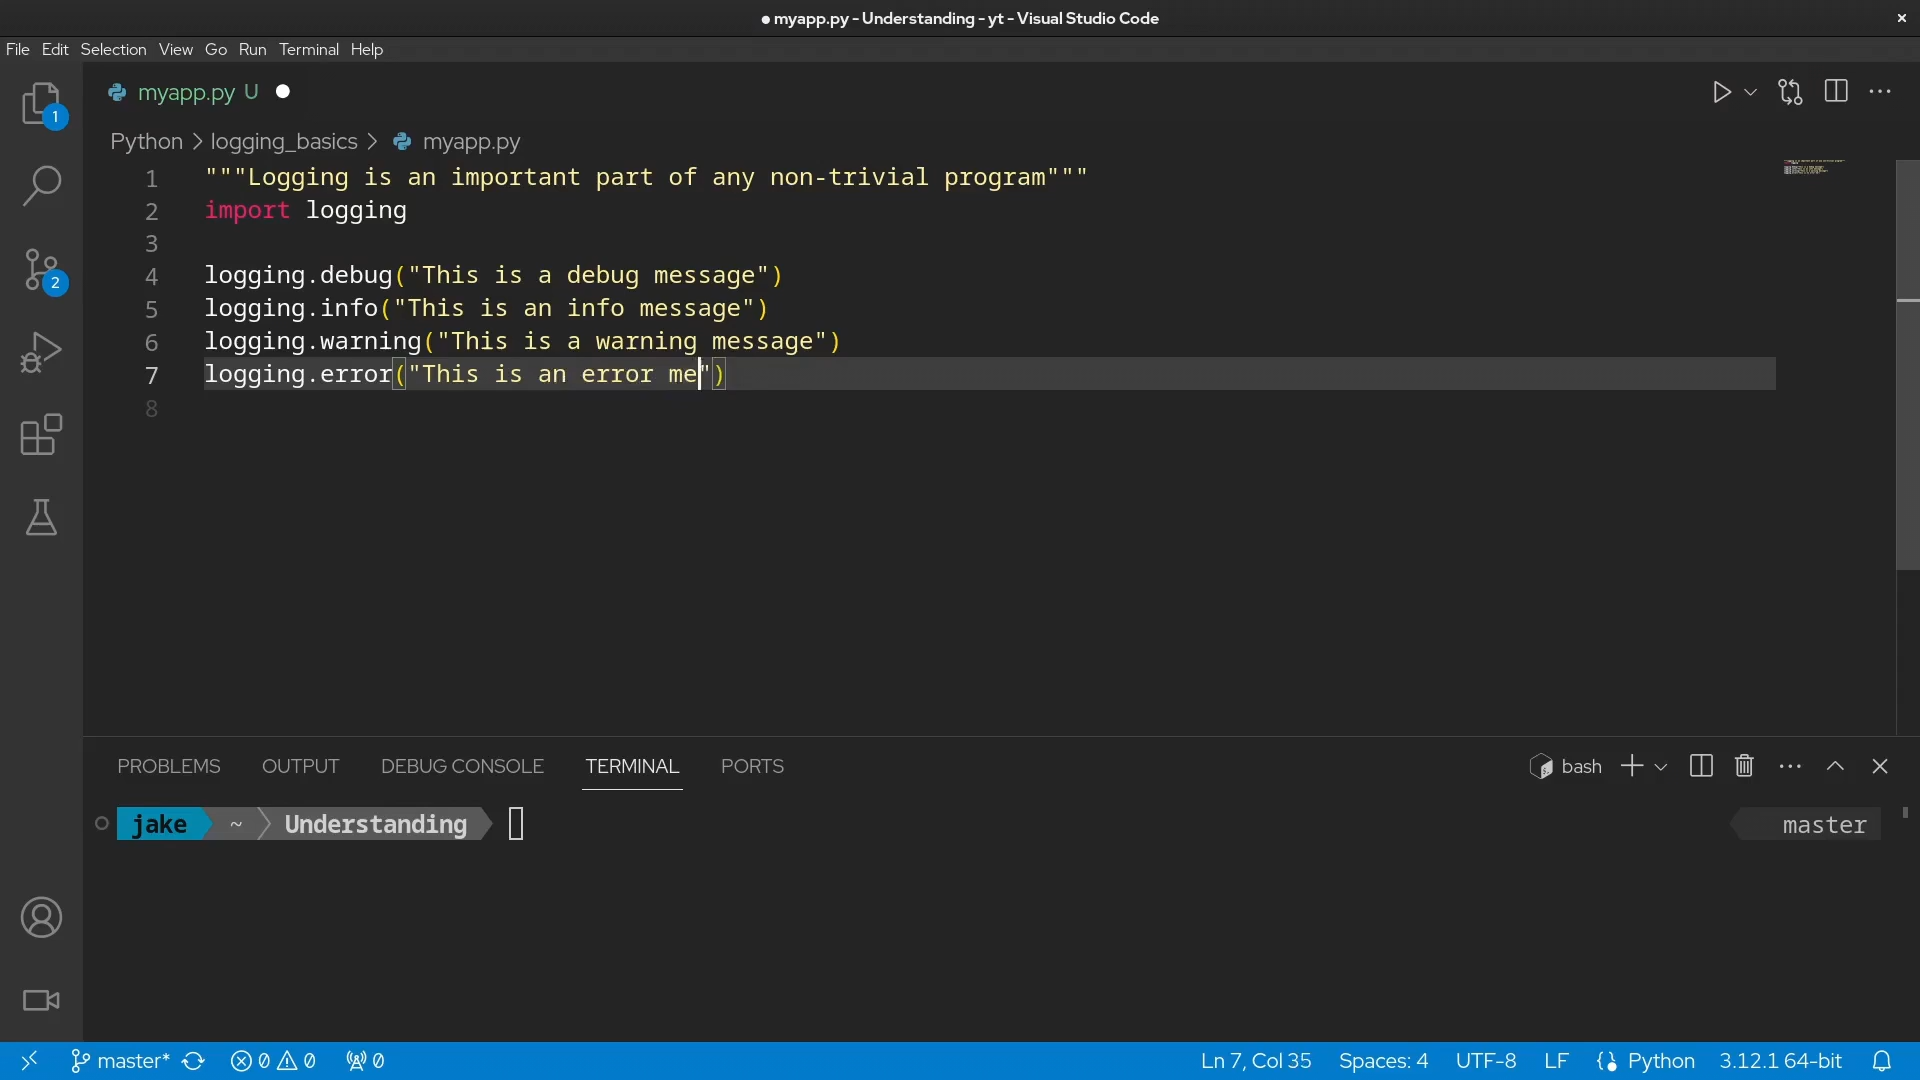 myapp.py - Understanding - yt - Visual Studio Code
File Edit Selection View Go Run Terminal Help
myapp.py U
Python > logging_basics > myapp.py
1 """Logging is an important part of any non-trivial program"""
2 import logging
3
4 logging.debug("This is a debug message")
5 logging.info("This is an info message")
6 logging.warning("This is a warning message")
7 logging.error("This is an error me")
8
1
2
PROBLEMS OUTPUT DEBUG CONSOLE TERMINAL PORTS bash
jake ~ Understanding master
master* 0 0 0 Ln 7, Col 35 Spaces: 4 UTF-8 LF Python 3.12.1 64-bit